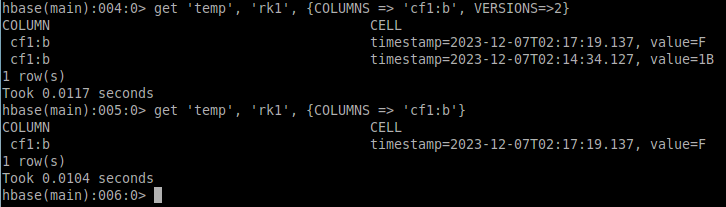 hbase(main):004:0> get 'temp', 'rk1', {COLUMNS => 'cf1:b', VERSIONS=>2}
COLUMN CELL
cf1:b timestamp=2023-12-07T02:17:19.137, value=F
cf1:b timestamp=2023-12-07T02:14:34.127, value=1B
1 row(s)
Took 0.0117 seconds
hbase(main):005:0> get 'temp', 'rk1', {COLUMNS => 'cf1:b'}
COLUMN CELL
cf1:b timestamp=2023-12-07T02:17:19.137, value=F
1 row(s)
Took 0.0104 seconds
hbase(main):006:0>